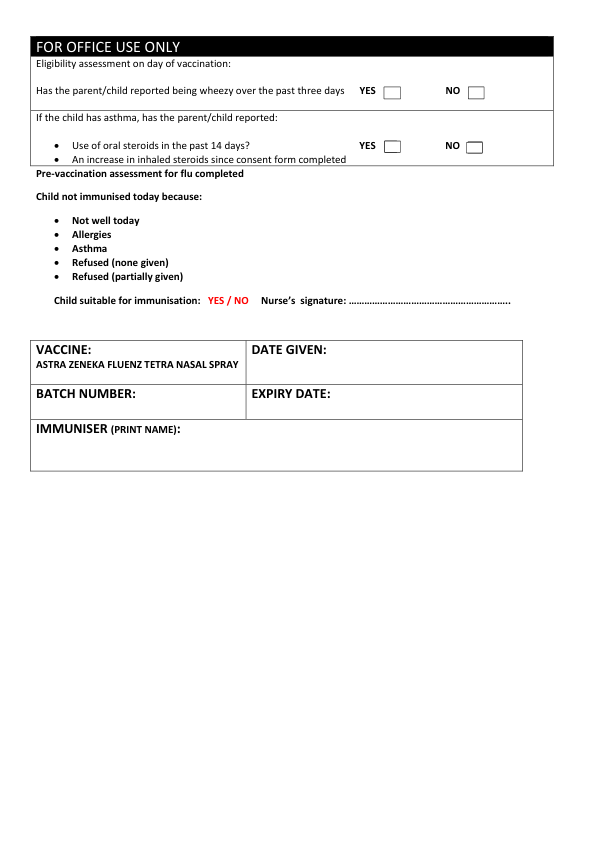 FOR OFFICE USE ONLY
Eligibility assessment on day of vaccination:
Has the parent/child reported being wheezy over the past three days YES NO
If the child has asthma, has the parent/child reported:
• Use of oral steroids in the past 14 days? YES NO
• An increase in inhaled steroids since consent form completed
Pre-vaccination assessment for flu completed
Child not immunised today because:
• Not well today
• Allergies
• Asthma
• Refused (none given)
• Refused (partially given)
Child suitable for immunisation: YES / NO Nurse’s signature: ……………………………………………………..
VACCINE: DATE GIVEN:
ASTRA ZENEKA FLUENZ TETRA NASAL SPRAY
BATCH NUMBER: EXPIRY DATE:
IMMUNISER (PRINT NAME):